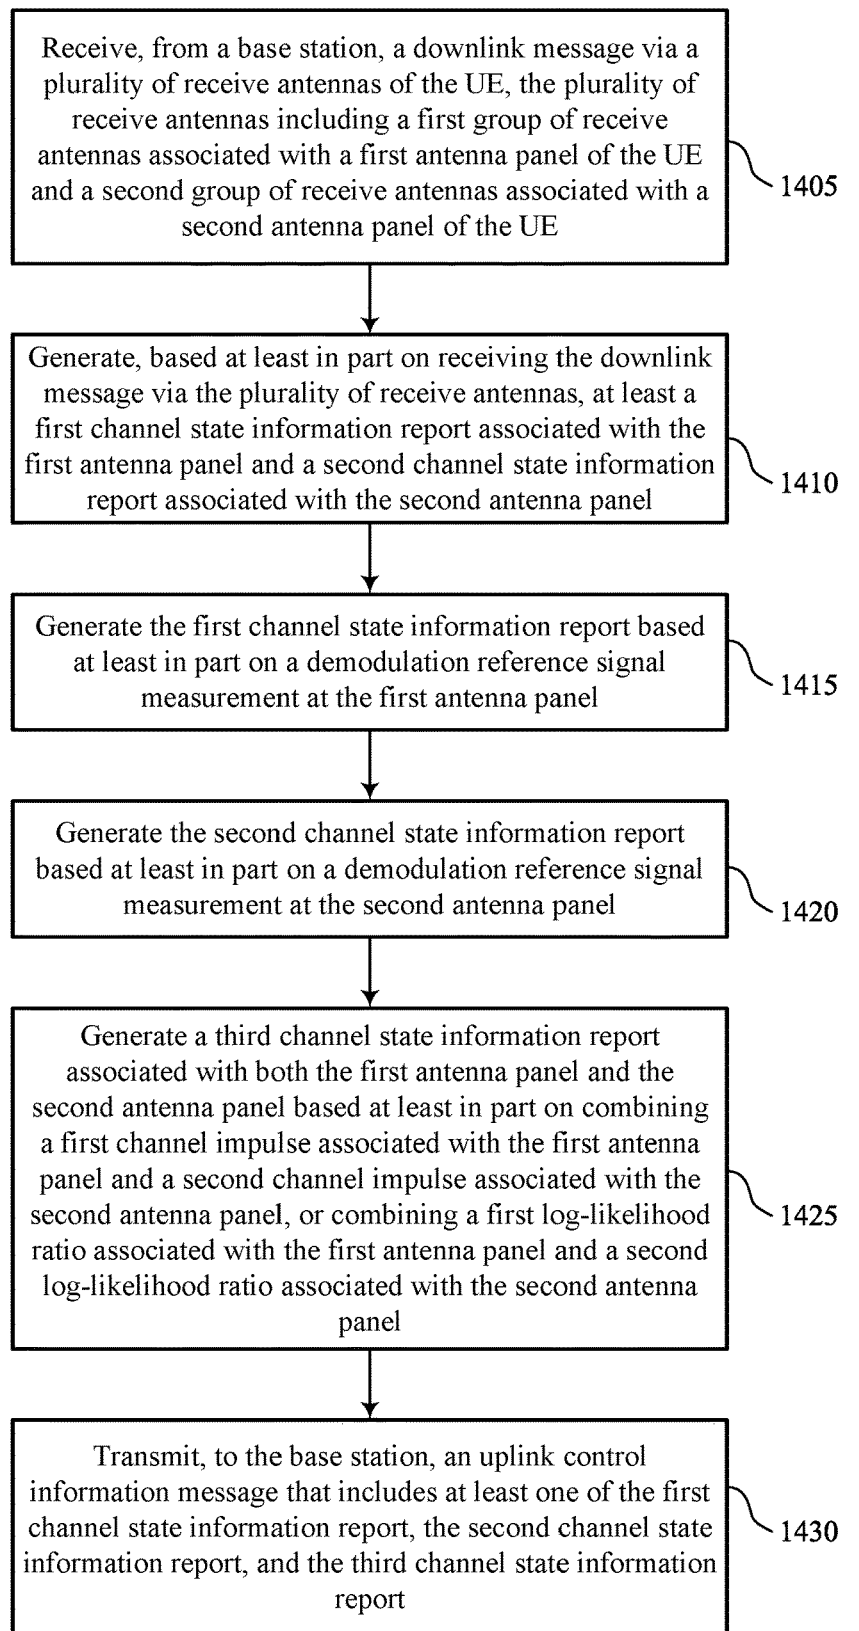 Receive, from a base station, a downlink message via a
plurality of receive antennas of the UE, the plurality of
receive antennas including a first group of receive
antennas associated with a first antenna panel of the UE
and a second group of receive antennas associated with a
second antenna panel of the UE
1405
Generate, based at least in part on receiving the downlink
message via the plurality of receive antennas, at least a
first channel state information report associated with the
first antenna panel and a second channel state information
report associated with the second antenna panel
1410
Generate the first channel state information report based
at least in part on a demodulation reference signal
measurement at the first antenna panel
1415
Generate the second channel state information report
based at least in part on a demodulation reference signal
measurement at the second antenna panel
1420
Generate a third channel state information report
associated with both the first antenna panel and the
second antenna panel based at least in part on combining
a first channel impulse associated with the first antenna
panel and a second channel impulse associated with the
second antenna panel, or combining a first log-likelihood
ratio associated with the first antenna panel and a second
log-likelihood ratio associated with the second antenna
panel
1425
Transmit, to the base station, an uplink control
information message that includes at least one of the first
channel state information report, the second channel state
information report, and the third channel state information
report
1430